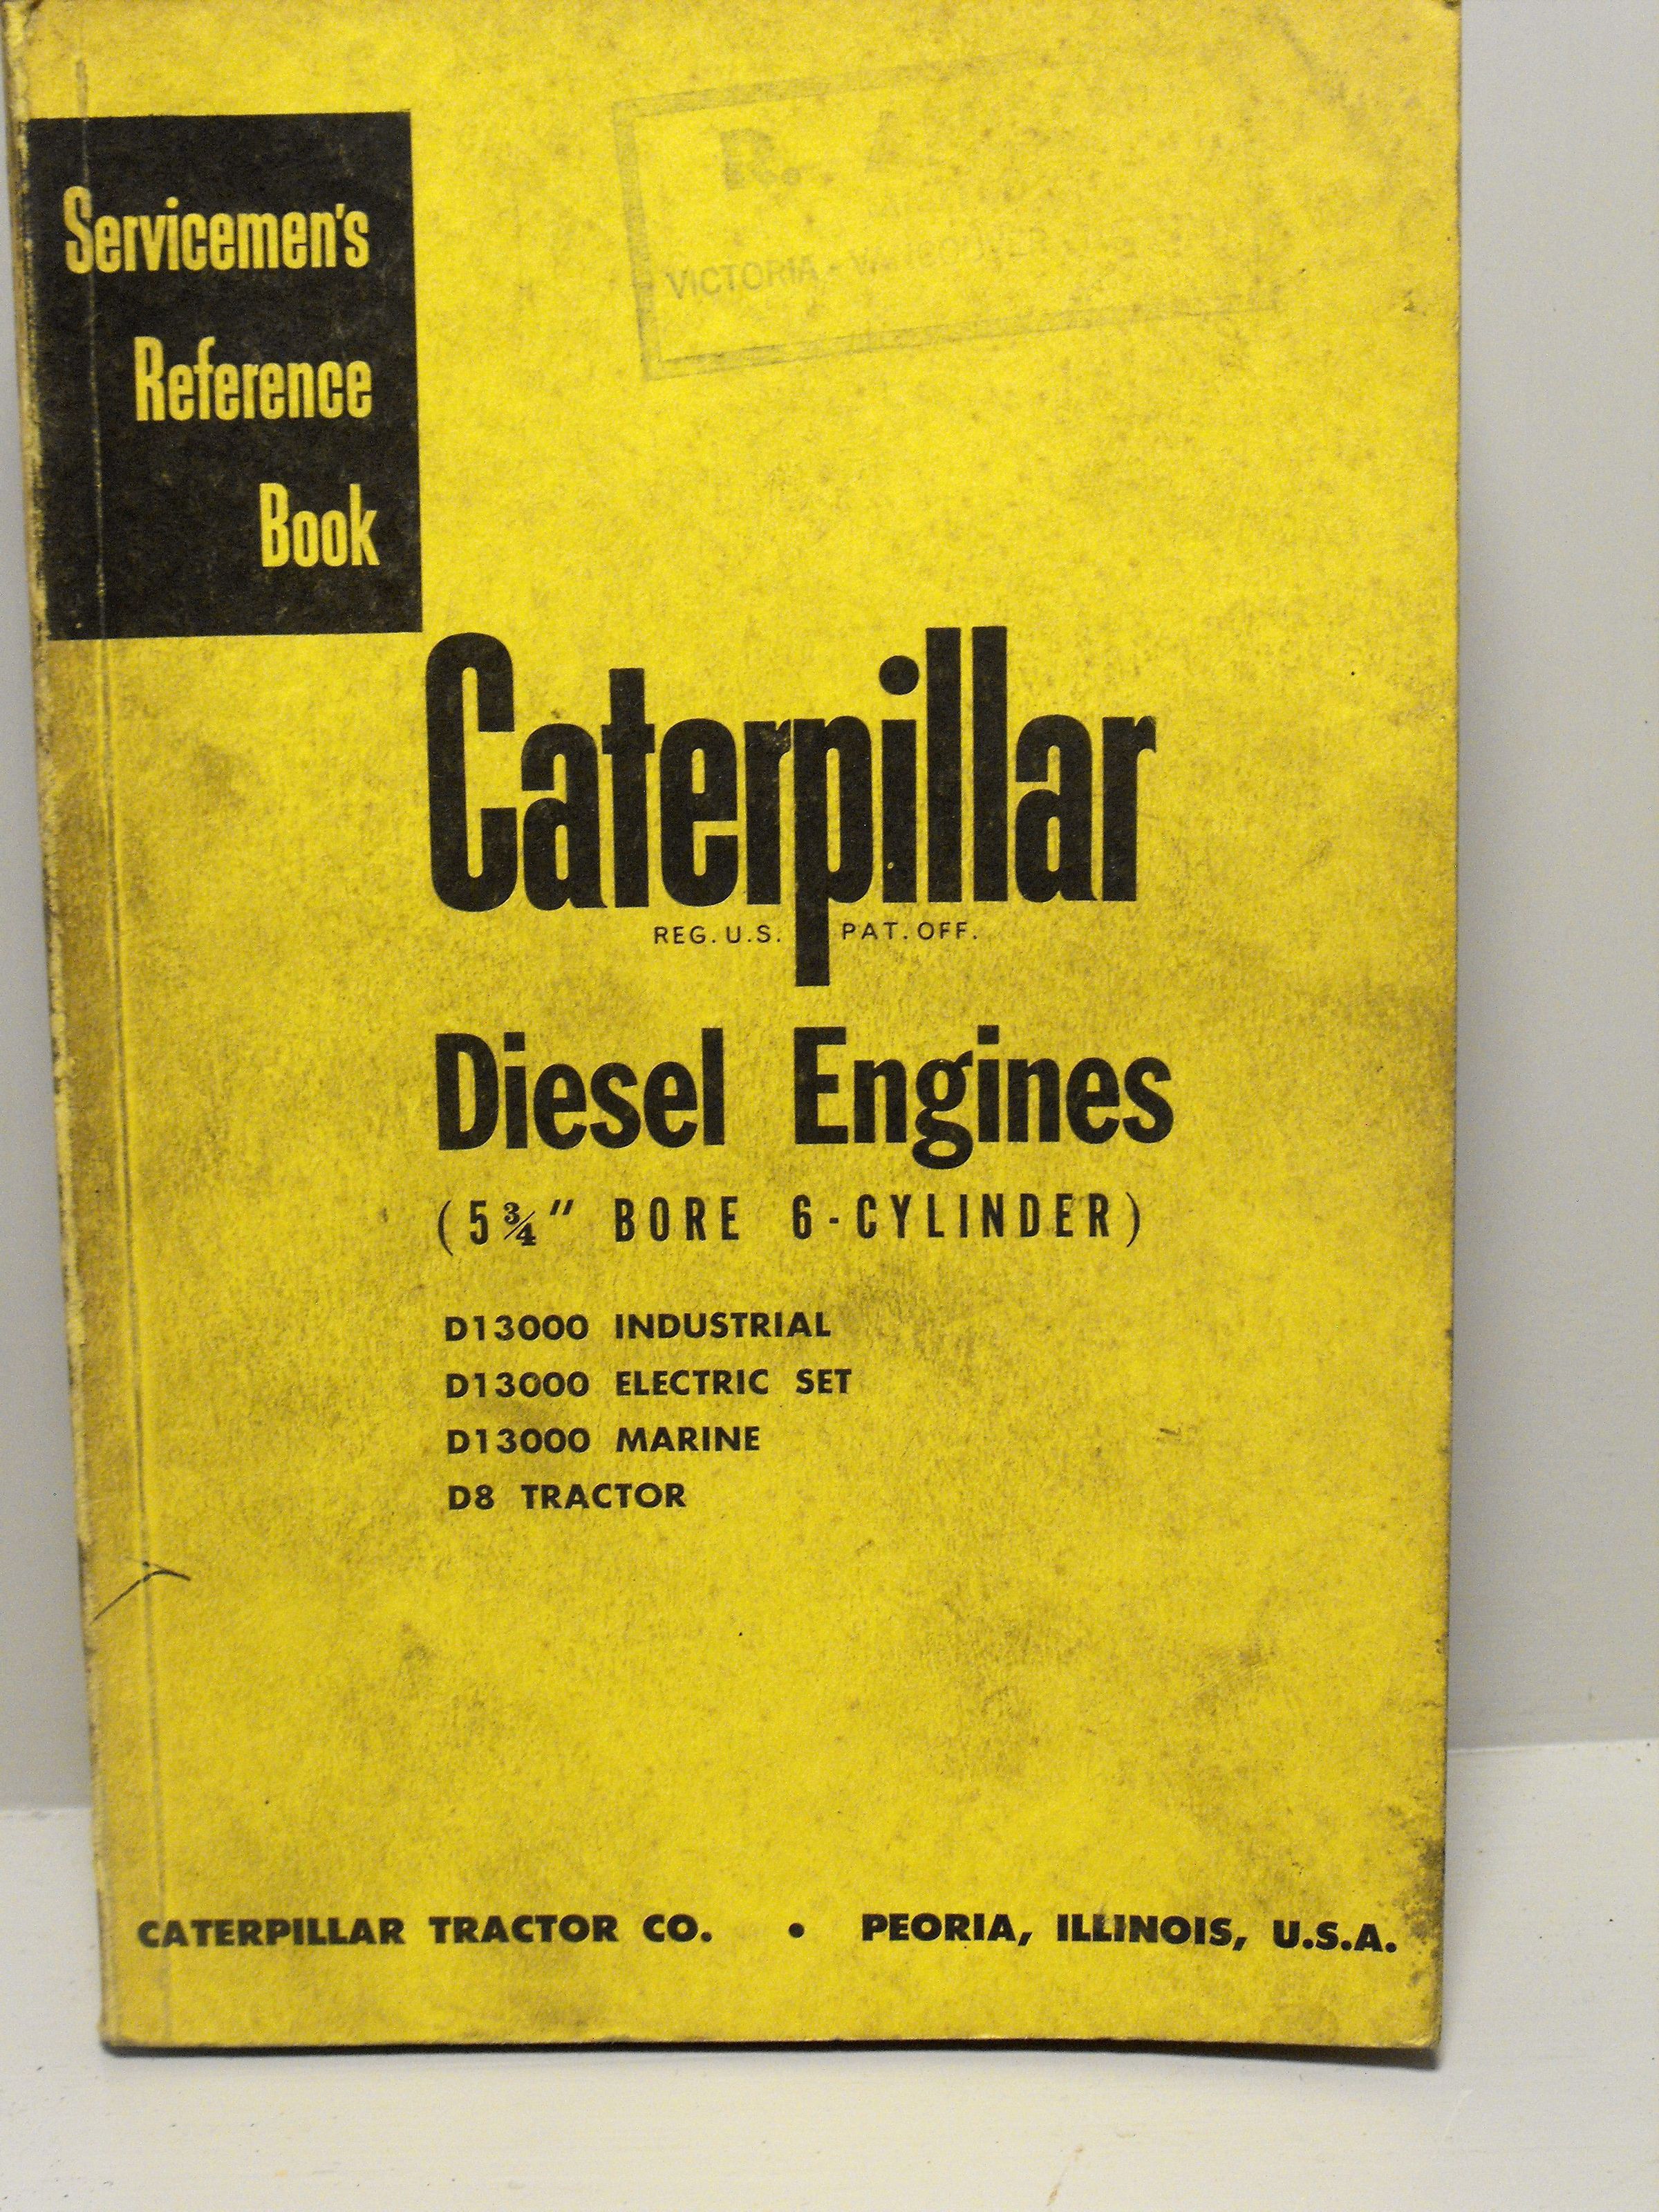 Servicemen's
Reference
Book
R.
VICTORIA - VANCOUVER
Caterpillar
REG. U.S. PAT. OFF.
Diesel Engines
(5¾" BORE 6-CYLINDER)
D13000 INDUSTRIAL
D13000 ELECTRIC SET
D13000 MARINE
D8 TRACTOR
CATERPILLAR TRACTOR CO. • PEORIA, ILLINOIS, U.S.A.